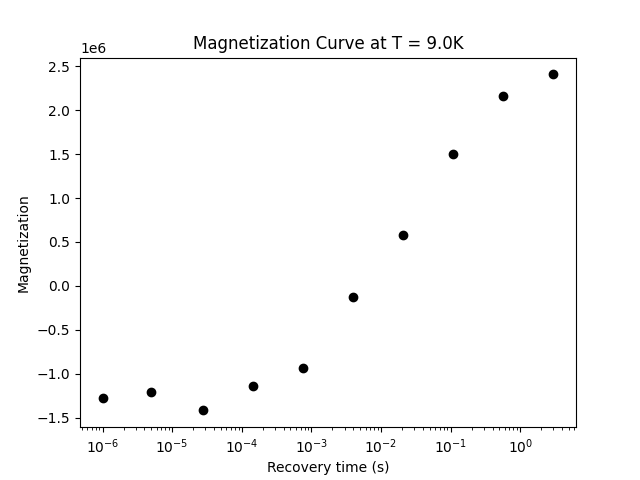 Magnetization Curve at T = 9.0K
1e6
2.5
2.0
1.5
1.0
0.5
0.0
−0.5
−1.0
−1.5
Magnetization
10⁻⁶ 10⁻⁵ 10⁻⁴ 10⁻³ 10⁻² 10⁻¹ 10⁰
Recovery time (s)